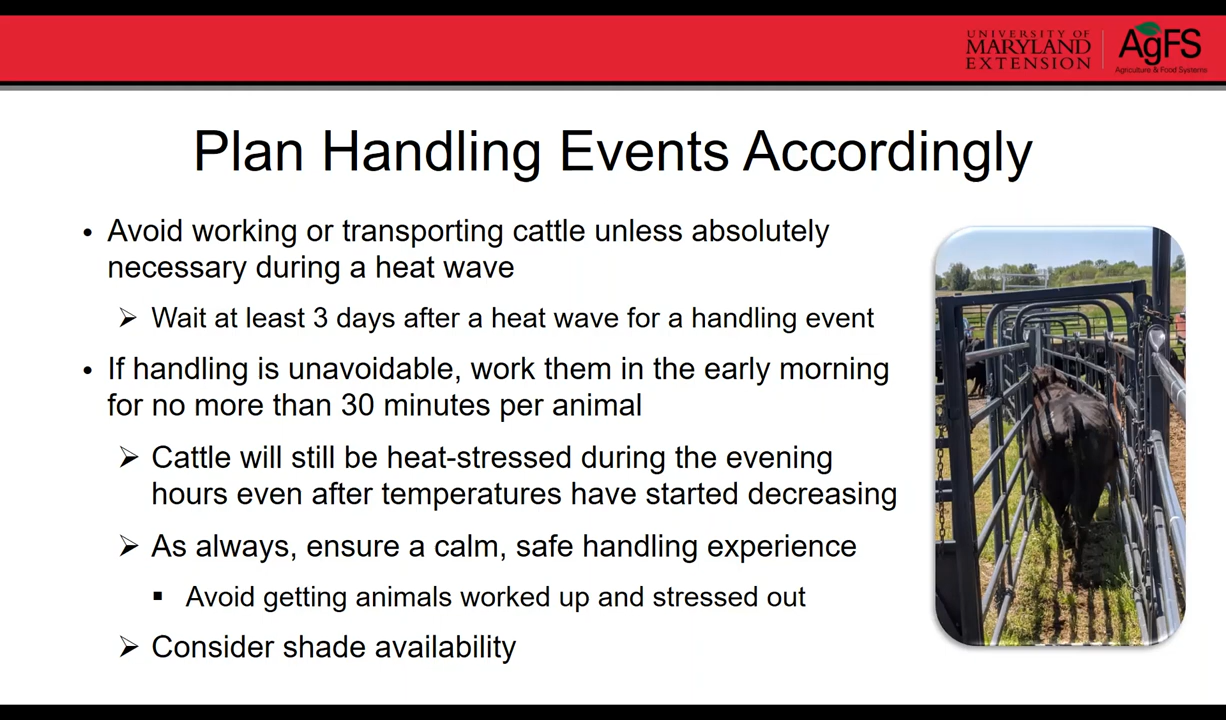 UNIVERSITY OF
MARYLAND
EXTENSION
AgFS
Agriculture & Food Systems
Plan Handling Events Accordingly
• Avoid working or transporting cattle unless absolutely
necessary during a heat wave
➢ Wait at least 3 days after a heat wave for a handling event
• If handling is unavoidable, work them in the early morning
for no more than 30 minutes per animal
➢ Cattle will still be heat-stressed during the evening
hours even after temperatures have started decreasing
➢ As always, ensure a calm, safe handling experience
▪ Avoid getting animals worked up and stressed out
➢ Consider shade availability